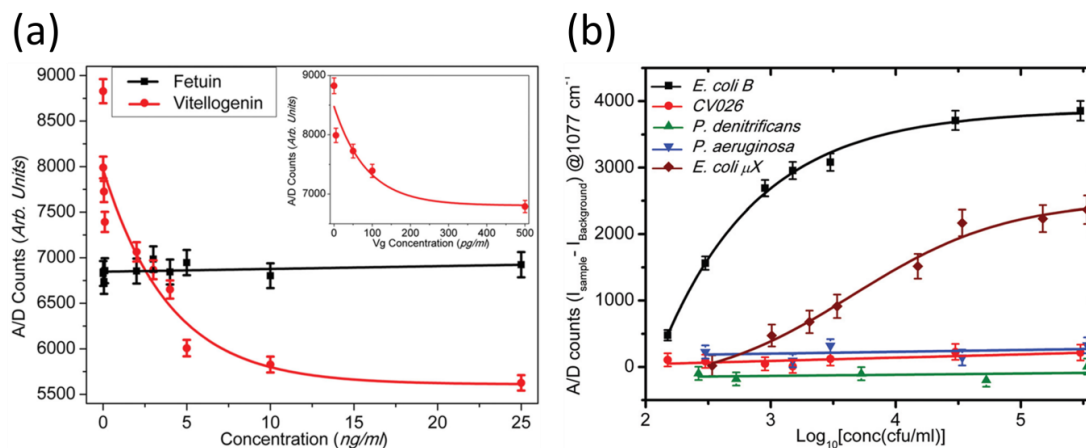 (a)
(b)
9000
8500
8000
7500
7000
6500
6000
5500
A/D Counts (Arb. Units)
Fetuin
Vitellogenin
9000
8000
7000
A/D Counts (Arb. Units)
0 100 200 300 400 500
Vg Concentration (pg/ml)
0 5 10 15 20 25
Concentration (ng/ml)
4000
3000
2000
1000
0
A/D counts (Isample- IBackground) @1077 cm-1
E. coli B
CV026
P. denitrificans
P. aeruginosa
E. coli μX
2 3 4 5
Log10[conc(cfu/ml)]